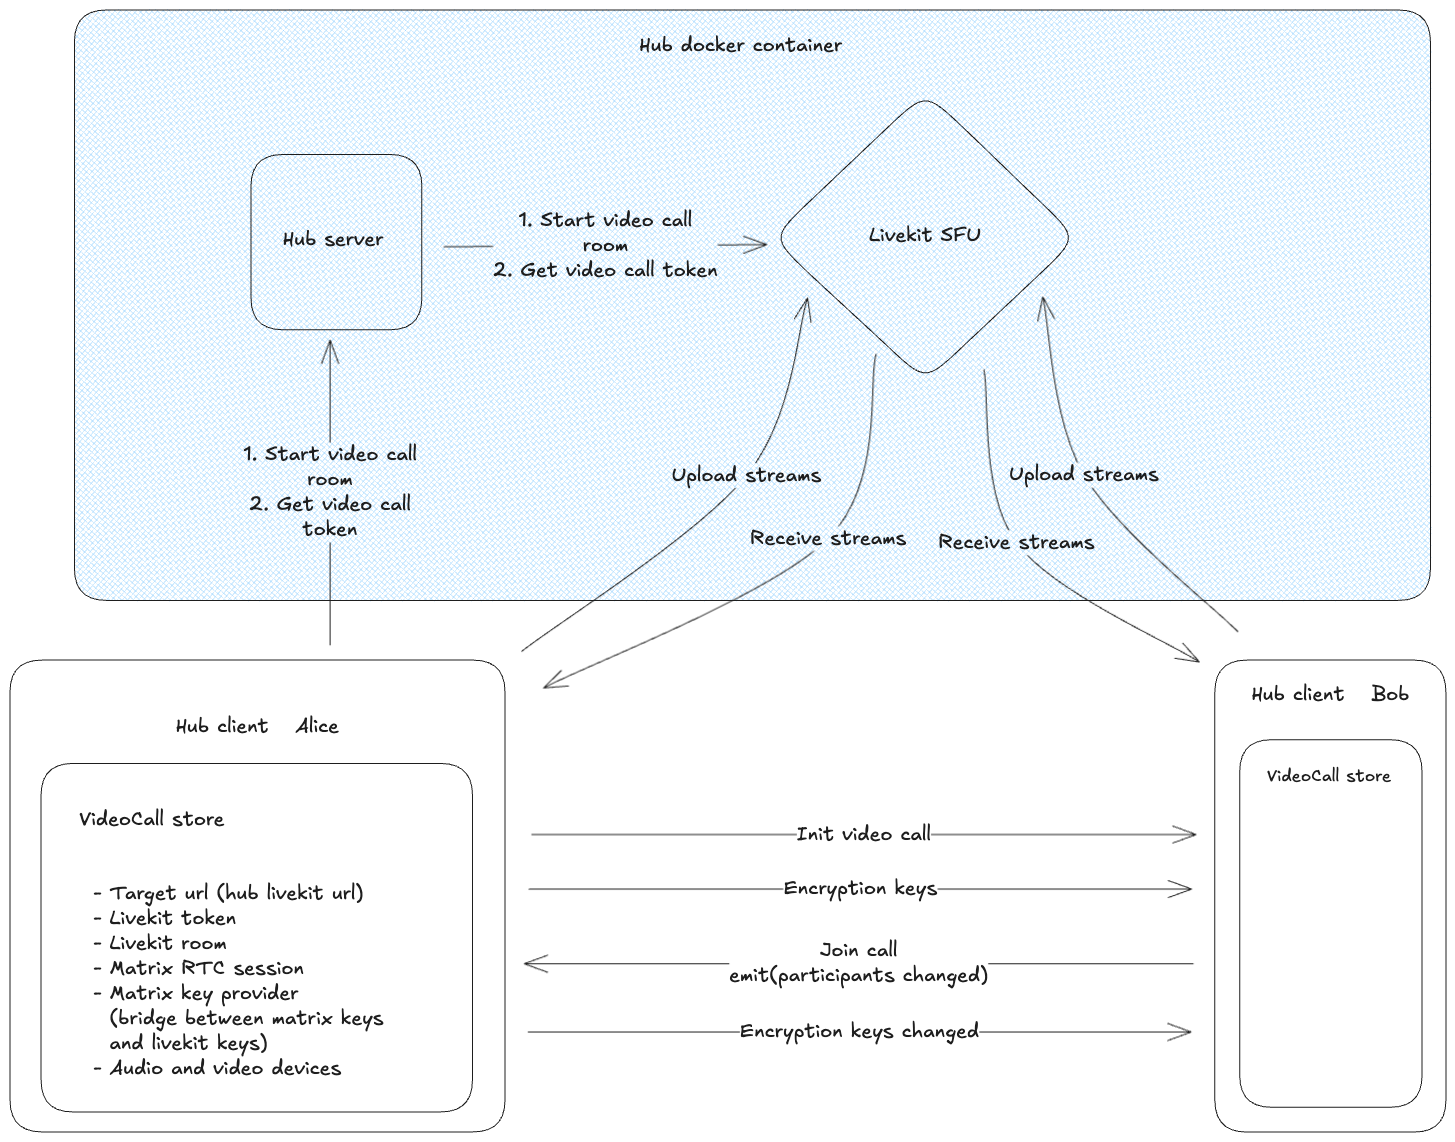 Hub docker container
Hub server
1. Start video call
room
2. Get video call token
Livekit SFU
1. Start video call
room
2. Get video call
token
Upload streams
Receive streams
Upload streams
Receive streams
Hub client Alice
VideoCall store
- Target url (hub livekit url)
- Livekit token
- Livekit room
- Matrix RTC session
- Matrix key provider
(bridge between matrix keys
and livekit keys)
- Audio and video devices
Init video call
Encryption keys
Join call
emit(participants changed)
Encryption keys changed
Hub client Bob
VideoCall store